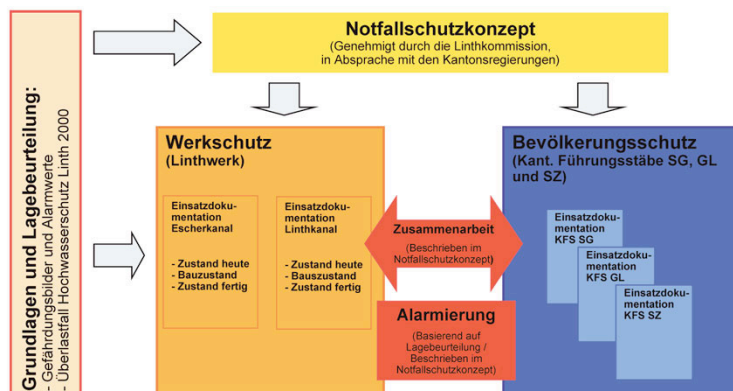 Grundlagen und Lagebeurteilung:
- Gefährdungsbilder und Alarmwerte
- Überlastfall Hochwasserschutz Linth 2000
Notfallschutzkonzept
(Genehmigt durch die Linthkommission,
in Absprache mit den Kantonsregierungen)
Werkschutz
(Linthwerk)
Einsatzdoku-
mentation
Escherkanal
- Zustand heute
- Bauzustand
- Zustand fertig
Einsatzdoku-
mentation
Linthkanal
- Zustand heute
- Bauszustand
- Zustand fertig
Zusammenarbeit
(Beschrieben im
Notfallschutzkonzept)
Alarmierung
(Basierend auf
Lagebeurteilung /
Beschrieben im
Notfallschutzkonzept)
Bevölkerungsschutz
(Kant. Führungsstäbe SG, GL
und SZ)
Einsatzdoku-
mentation
KFS SG
Einsatzdoku-
mentation
KFS GL
Einsatzdoku-
mentation
KFS SZ